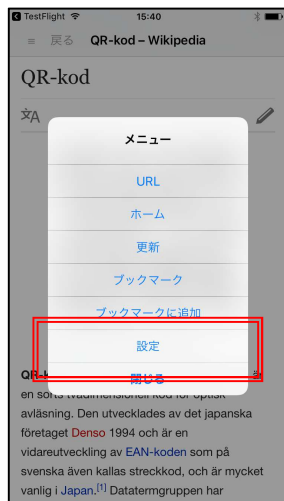 TestFlight 15:40
≡ 戻る QR-kod – Wikipedia
QR-kod
文A
メニュー
URL
ホーム
更新
ブックマーク
ブックマークに追加
設定
閉じる
QR-k är
en sorts tvådimensionell kod för optisk
avläsning. Den utvecklades av det japanska
företaget Denso 1994 och är en
vidareutveckling av EAN-koden som på
svenska även kallas streckkod, och är mycket
vanlig i Japan.[1] Datatermgruppen har